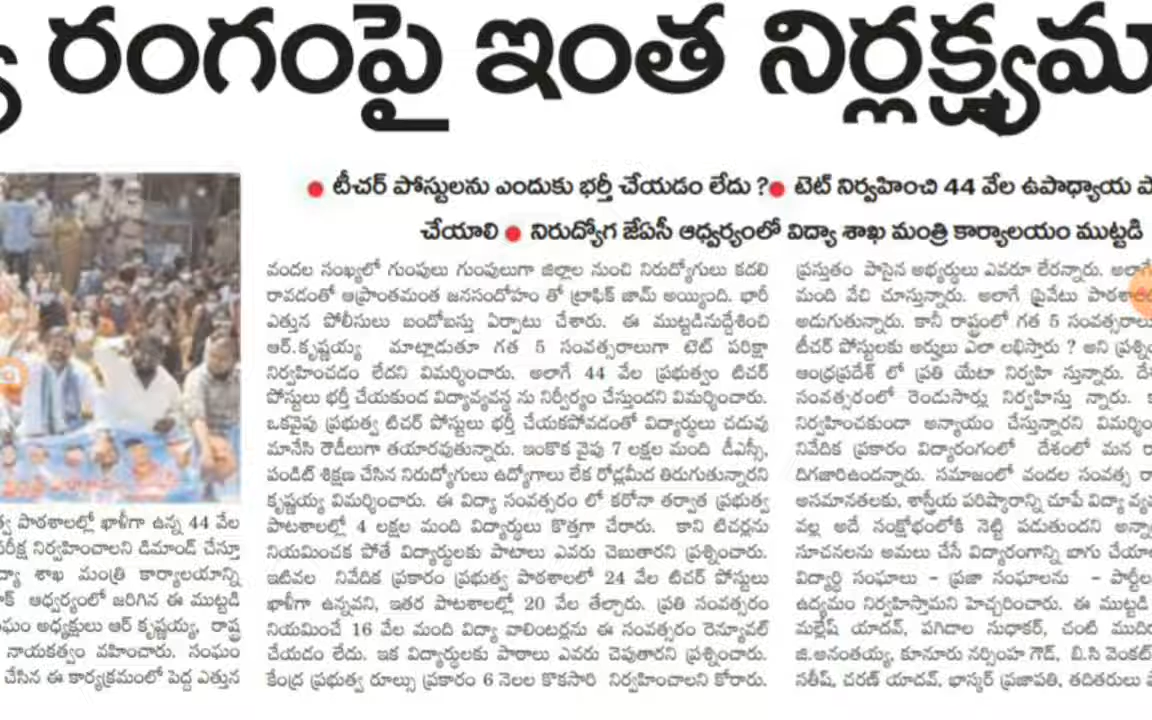 రంగంపై ఇంత నిర్లక్ష్యమా
● టీచర్ పోస్టులను ఎందుకు భర్తీ చేయడం లేదు ?● టెట్ నిర్వహించి 44 వేల ఉపాధ్యాయ
చేయాలి ● నిరుద్యోగ జేఏసీ ఆధ్వర్యంలో విద్యా శాఖ మంత్రి కార్యాలయం ముట్టడి
పాఠశాలల్లో ఖాళీగా ఉన్న 44 వేల
నిర్వహించాలని డిమాండ్ చేస్తూ
శాఖ మంత్రి కార్యాలయాన్ని
ఆధ్వర్యంలో జరిగిన ఈ ముట్టడి
అధ్యక్షులు ఆర్ కృష్ణయ్య, రాష్ట్ర
నాయకత్వం వహించారు. సంఘం
చేసిన ఈ కార్యక్రమంలో పెద్ద ఎత్తున
వందల సంఖ్యలో గుంపులు గుంపులుగా జిల్లాల నుంచి నిరుద్యోగులు కదలి
రావడంతో ఆప్రాంతమంత జనసందోహం తో ట్రాఫిక్ జామ్ అయ్యింది. భారీ
ఎత్తున పోలీసులు బందోబస్తు ఏర్పాటు చేశారు. ఈ ముట్టడినుద్దేశించి
ఆర్.కృష్ణయ్య మాట్లాడుతూ గత 5 సంవత్సరాలుగా టెట్ పరీక్షా
నిర్వహించడం లేదని విమర్శించారు. అలాగే 44 వేల ప్రభుత్వం టిచర్
పోస్టులు భర్తీ చేయకుండ విద్యావ్యవస్థ ను నిర్వీర్యం చేస్తుందని విమర్శించారు.
ఒకవైపు ప్రభుత్వ టిచర్ పోస్టులు భర్తీ చేయకపోవడంతో విద్యార్థులు చదువు
మానేసి రౌడీలుగా తయారవుతున్నారు. ఇంకొక వైపు 7 లక్షల మంది డీఎస్సీ,
పండిట్ శిక్షణ చేసిన నిరుద్యోగులు ఉద్యోగాలు లేక రోడ్లమీద తిరుగుతున్నారని
కృష్ణయ్య విమర్శించారు. ఈ విద్యా సంవత్సరం లో కరోనా తర్వాత ప్రభుత్వ
పాటశాలల్లో 4 లక్షల మంది విద్యార్థులు కొత్తగా చేరారు. కాని టిచర్లను
నియమించక పోతే విద్యార్థులకు పాటాలు ఎవరు చెబుతారని ప్రశ్నించారు.
ఇటివల నివేదిక ప్రకారం ప్రభుత్వ పాఠశాలలో 24 వేల టిచర్ పోస్టులు
ఖాళీగా ఉన్నవని, ఇతర పాటశాలల్లో 20 వేల తేల్చారు. ప్రతి సంవత్సరం
నియమించే 16 వేల మంది విద్యా వాలింటర్లను ఈ సంవత్సరం రెన్యూవల్
చేయడం లేదు. ఇక విద్యార్థులకు పాఠాలు ఎవరు చెపుతారని ప్రశ్నించారు.
కేంద్ర ప్రభుత్వ రూల్సు ప్రకారం 6 నెలల కొకసారి నిర్వహించాలని కోరారు.
ప్రస్తుతం పాసైన అభ్యర్థులు ఎవరూ లేరన్నారు. అలాగే
మంది వేచి చూస్తున్నారు. అలాగే ప్రైవేటు
అడుగుతున్నారు. కానీ రాష్ట్రంలో గత 5 సంవత్సరాలు
టీచర్ పోస్టులకు అర్హులు ఎలా లభిస్తారు ? అని
ఆంధ్రప్రదేశ్ లో ప్రతి యేటా నిర్వహి స్తున్నారు.
సంవత్సరంలో రెండుసార్లు నిర్వహిస్తు న్నారు.
నిర్వహించకుండా అన్యాయం చేస్తున్నారని
నివేదిక ప్రకారం విద్యారంగంలో దేశంలో మన
దిగజారిఉందన్నారు. సమాజంలో వందల సంవత్స
అసమానతలకు, శాస్త్రీయ పరిష్కారాన్ని చూపే విద్యా
వల్ల అదే సంక్షోభంలోకి నెట్టి పడుతుందని
సూచనలను అమలు చేసే విద్యారంగాన్ని బాగు
విద్యార్థి సంఘాలు – ప్రజా సంఘాలను – పార్టీల
ఉద్యమం నిర్వహిస్తామని హెచ్చరించారు. ఈ ముట్టడి
మల్లేష్ యాదవ్, పగిదాల సుధాకర్, చంటి
జి.అనంతయ్య, కూనూరు నర్సింహ గౌడ్, బి.సి వెంకట్
సతీష్, చరణ్ యాదవ్, భాస్కర్ ప్రజాపతి, తదితరులు